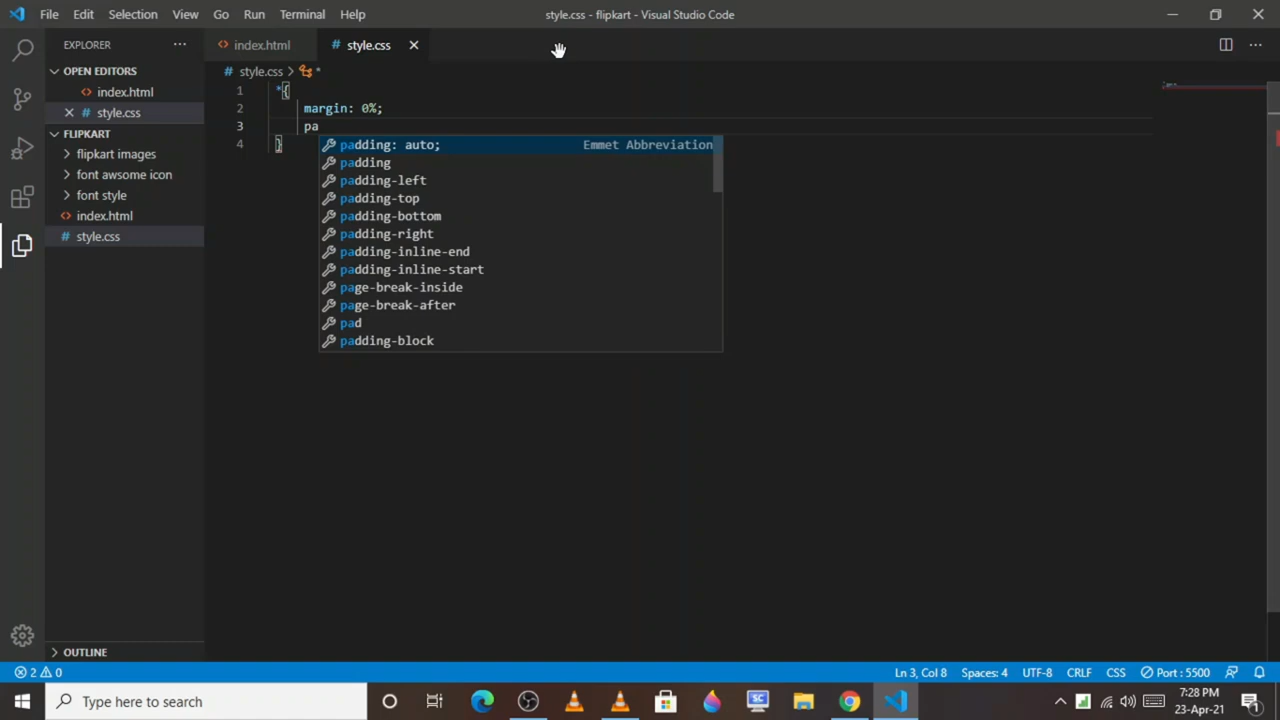 File Edit Selection View Go Run Terminal Help
style.css - flipkart - Visual Studio Code
EXPLORER
index.html
style.css
OPEN EDITORS
index.html
style.css
FLIPKART
flipkart images
font awsome icon
font style
index.html
style.css
OUTLINE
style.css > *
1 *{
2 margin: 0%;
3 pa
4 }
padding: auto; Emmet Abbreviation
padding
padding-left
padding-top
padding-bottom
padding-right
padding-inline-end
padding-inline-start
page-break-inside
page-break-after
pad
padding-block
2 0
Ln 3, Col 8 Spaces: 4 UTF-8 CRLF CSS Port : 5500
Type here to search
SC
7:28 PM
23-Apr-21
1